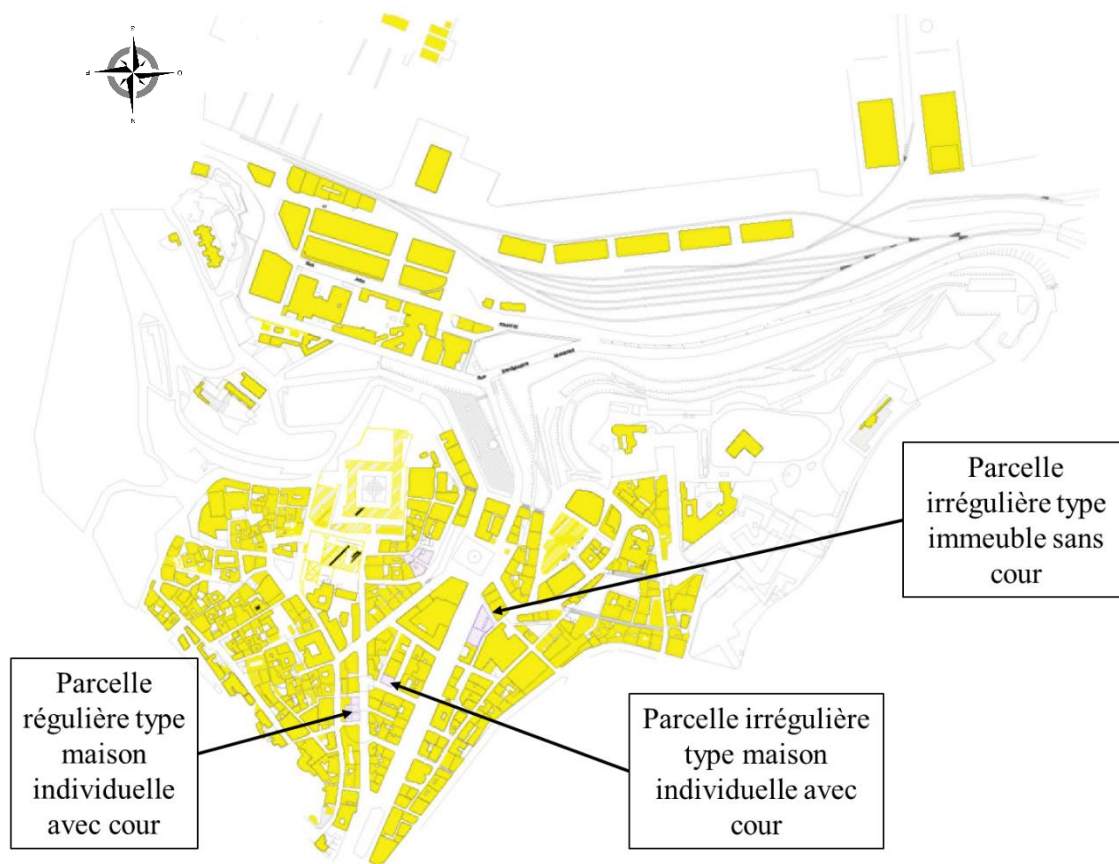 S
E
O
N
Parcelle
irrégulière type
immeuble sans
cour
Parcelle
régulière type
maison
individuelle
avec cour
Parcelle irrégulière
type maison
individuelle avec
cour